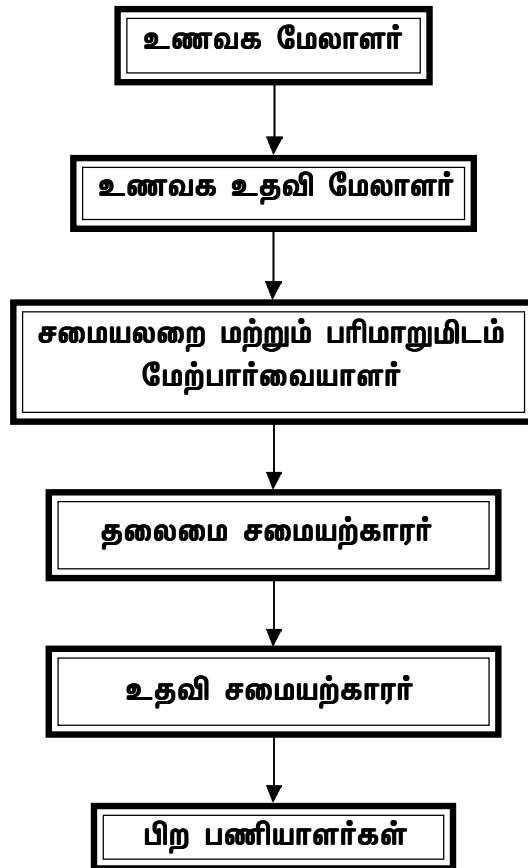 உணவக மேலாளர்
உணவக உதவி மேலாளர்
சமையலறை மற்றும் பரிமாறுமிடம்
மேற்பார்வையாளர்
தலைமை சமையற்காரர்
உதவி சமையற்காரர்
பிற பணியாளர்கள்